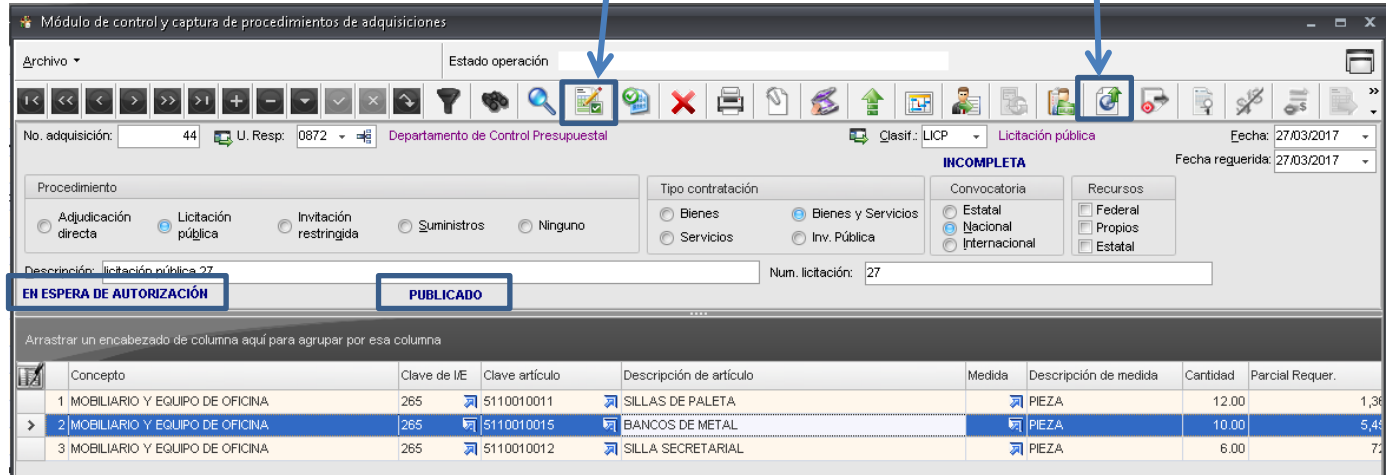 Módulo de control y captura de procedimientos de adquisiciones
Archivo
Estado operación
No. adquisición: 44 U. Resp: 0872 Departamento de Control Presupuestal Clasif.: LICP Licitación pública Fecha: 27/03/2017
INCOMPLETA Fecha requerida: 27/03/2017
Procedimiento Tipo contratación Convocatoria Recursos
Adjudicación directa Licitación pública Invitación restringida Suministros Ninguno
Bienes Bienes y Servicios
Servicios Inv. Pública
Estatal
Nacional
Internacional
Federal
Propios
Estatal
Descripción: licitación pública 27 Num. licitación: 27
EN ESPERA DE AUTORIZACIÓN PUBLICADO
Arrastrar un encabezado de columna aquí para agrupar por esa columna
Concepto Clave de I/E Clave artículo Descripción de artículo Medida Descripción de medida Cantidad Parcial Requer.
1 MOBILIARIO Y EQUIPO DE OFICINA 265 5110010011 SILLAS DE PALETA PIEZA 12.00 1,36
2 MOBILIARIO Y EQUIPO DE OFICINA 265 5110010015 BANCOS DE METAL PIEZA 10.00 5,45
3 MOBILIARIO Y EQUIPO DE OFICINA 265 5110010012 SILLA SECRETARIAL PIEZA 6.00 72